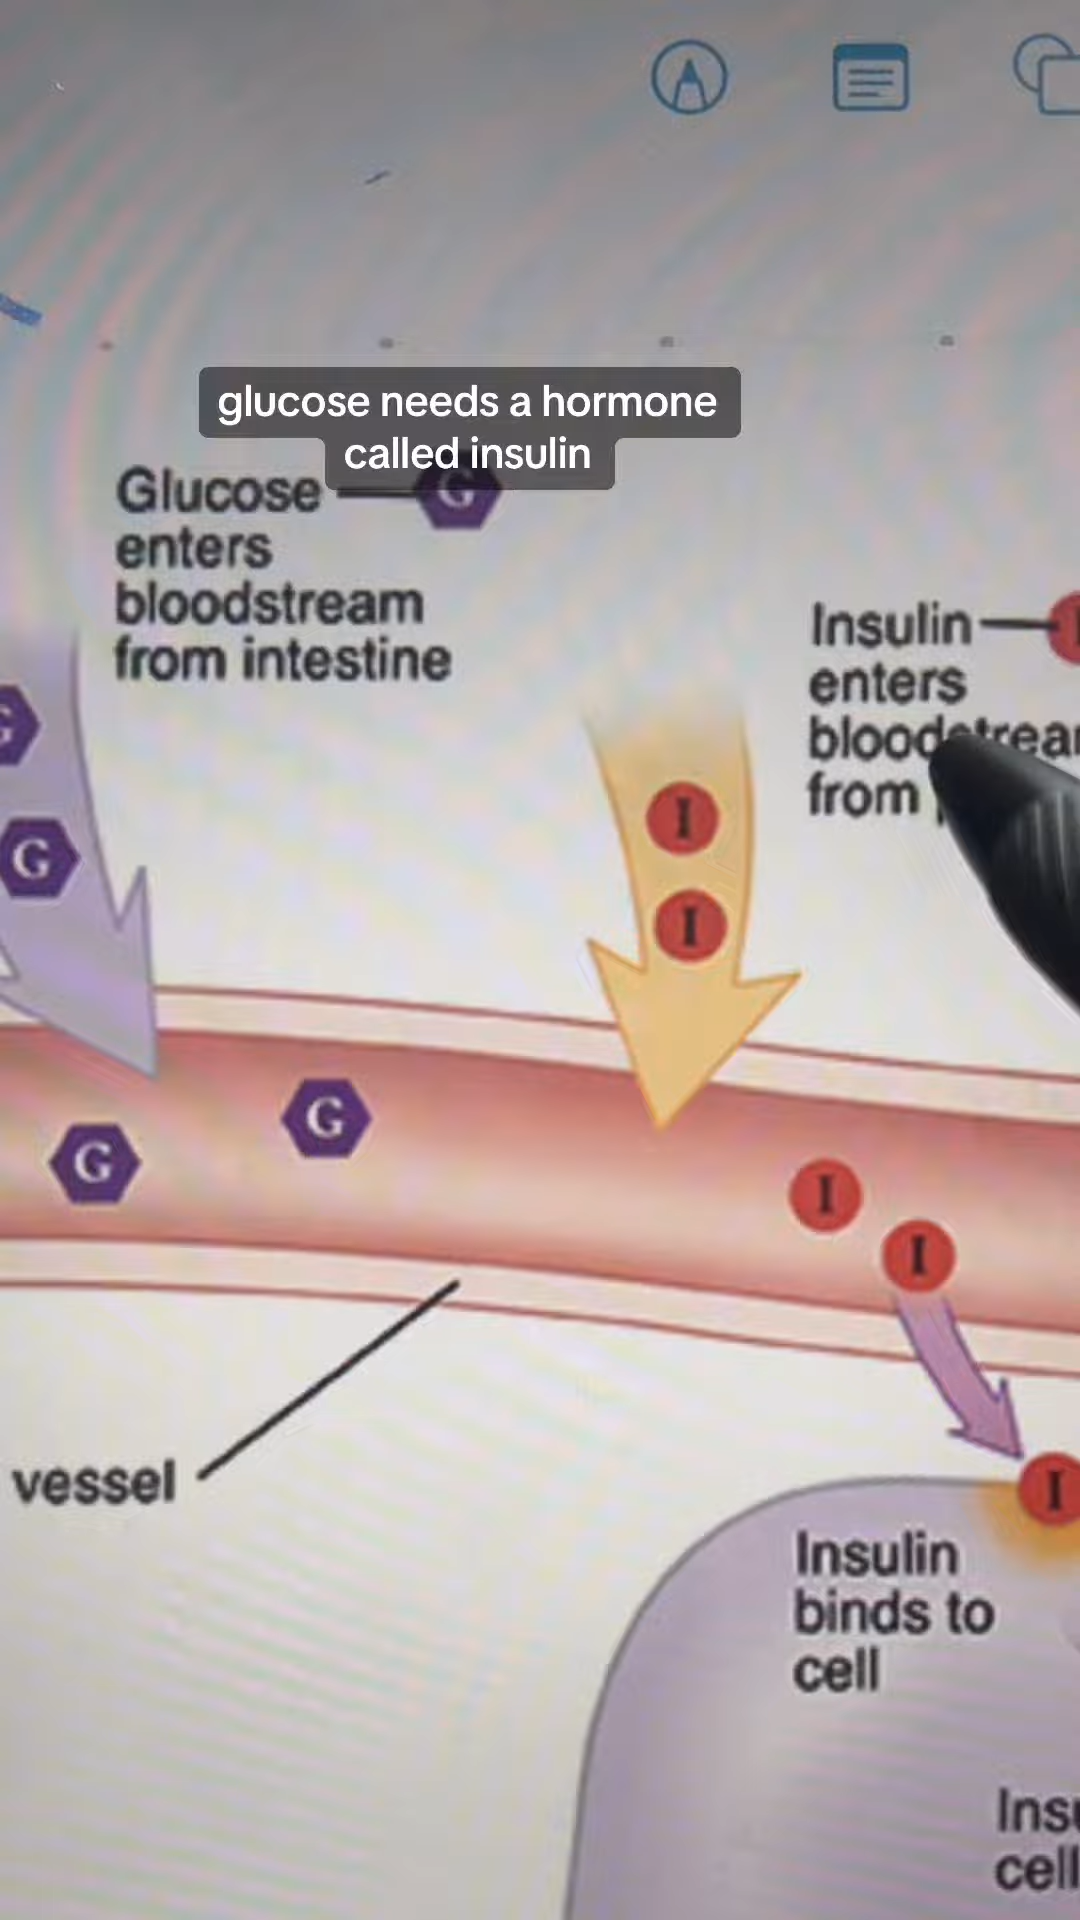 glucose needs a hormone
called insulin
Glucose
G
enters
bloodstream
from intestine
Insulin
enters
from
G
G
I
I
G
G
I
I
vessel
I
Insulin
binds to
cell
cell